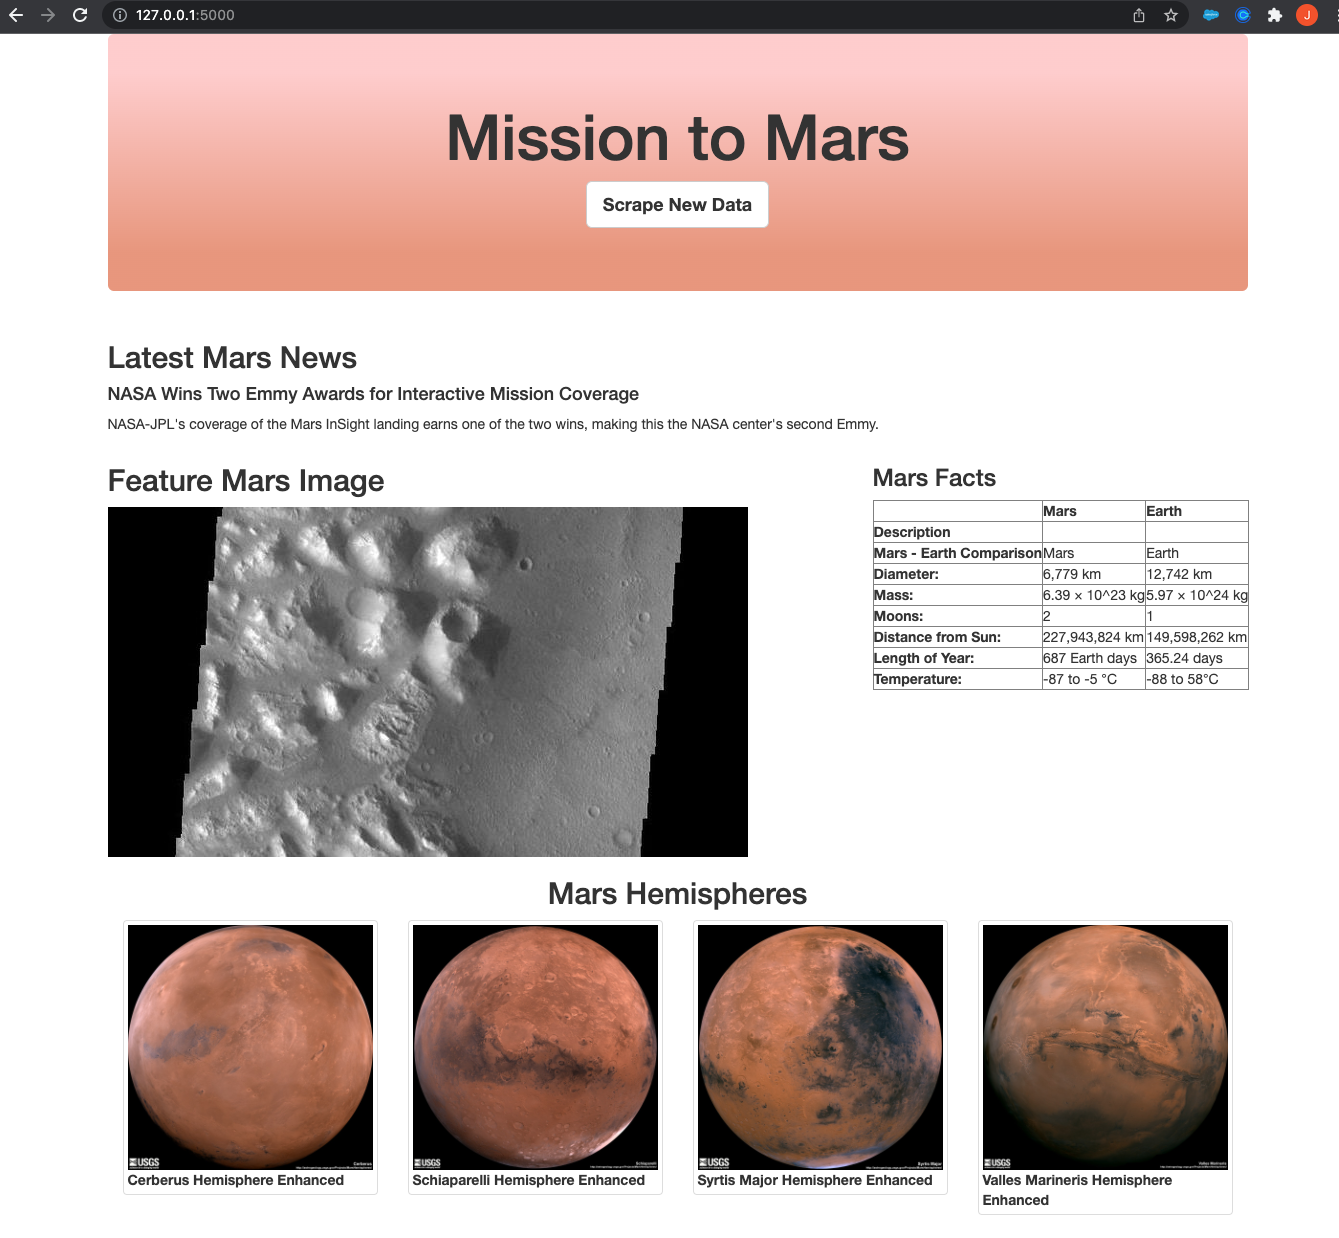 127.0.0.1:5000
J
Mission to Mars
Scrape New Data
Latest Mars News
NASA Wins Two Emmy Awards for Interactive Mission Coverage
NASA-JPL's coverage of the Mars InSight landing earns one of the two wins, making this the NASA center's second Emmy.
Feature Mars Image
Mars Facts
Mars Earth
Description
Mars - Earth Comparison Mars Earth
Diameter: 6,779 km 12,742 km
Mass: 6.39 × 10^23 kg 5.97 × 10^24 kg
Moons: 2 1
Distance from Sun: 227,943,824 km 149,598,262 km
Length of Year: 687 Earth days 365.24 days
Temperature: -87 to -5 °C -88 to 58°C
Mars Hemispheres
USGS Cerberus
USGS Schiaparelli
USGS Syrtis Major
USGS Valles Marineris
Cerberus Hemisphere Enhanced
Schiaparelli Hemisphere Enhanced
Syrtis Major Hemisphere Enhanced
Valles Marineris Hemisphere
Enhanced